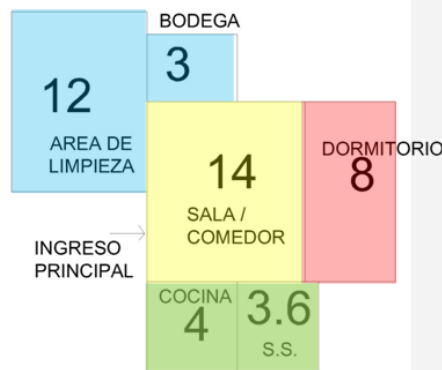 BODEGA
3
12
AREA DE
LIMPIEZA
14
SALA /
COMEDOR
DORMITORIO
8
INGRESO
PRINCIPAL
COCINA
4
3.6
S.S.